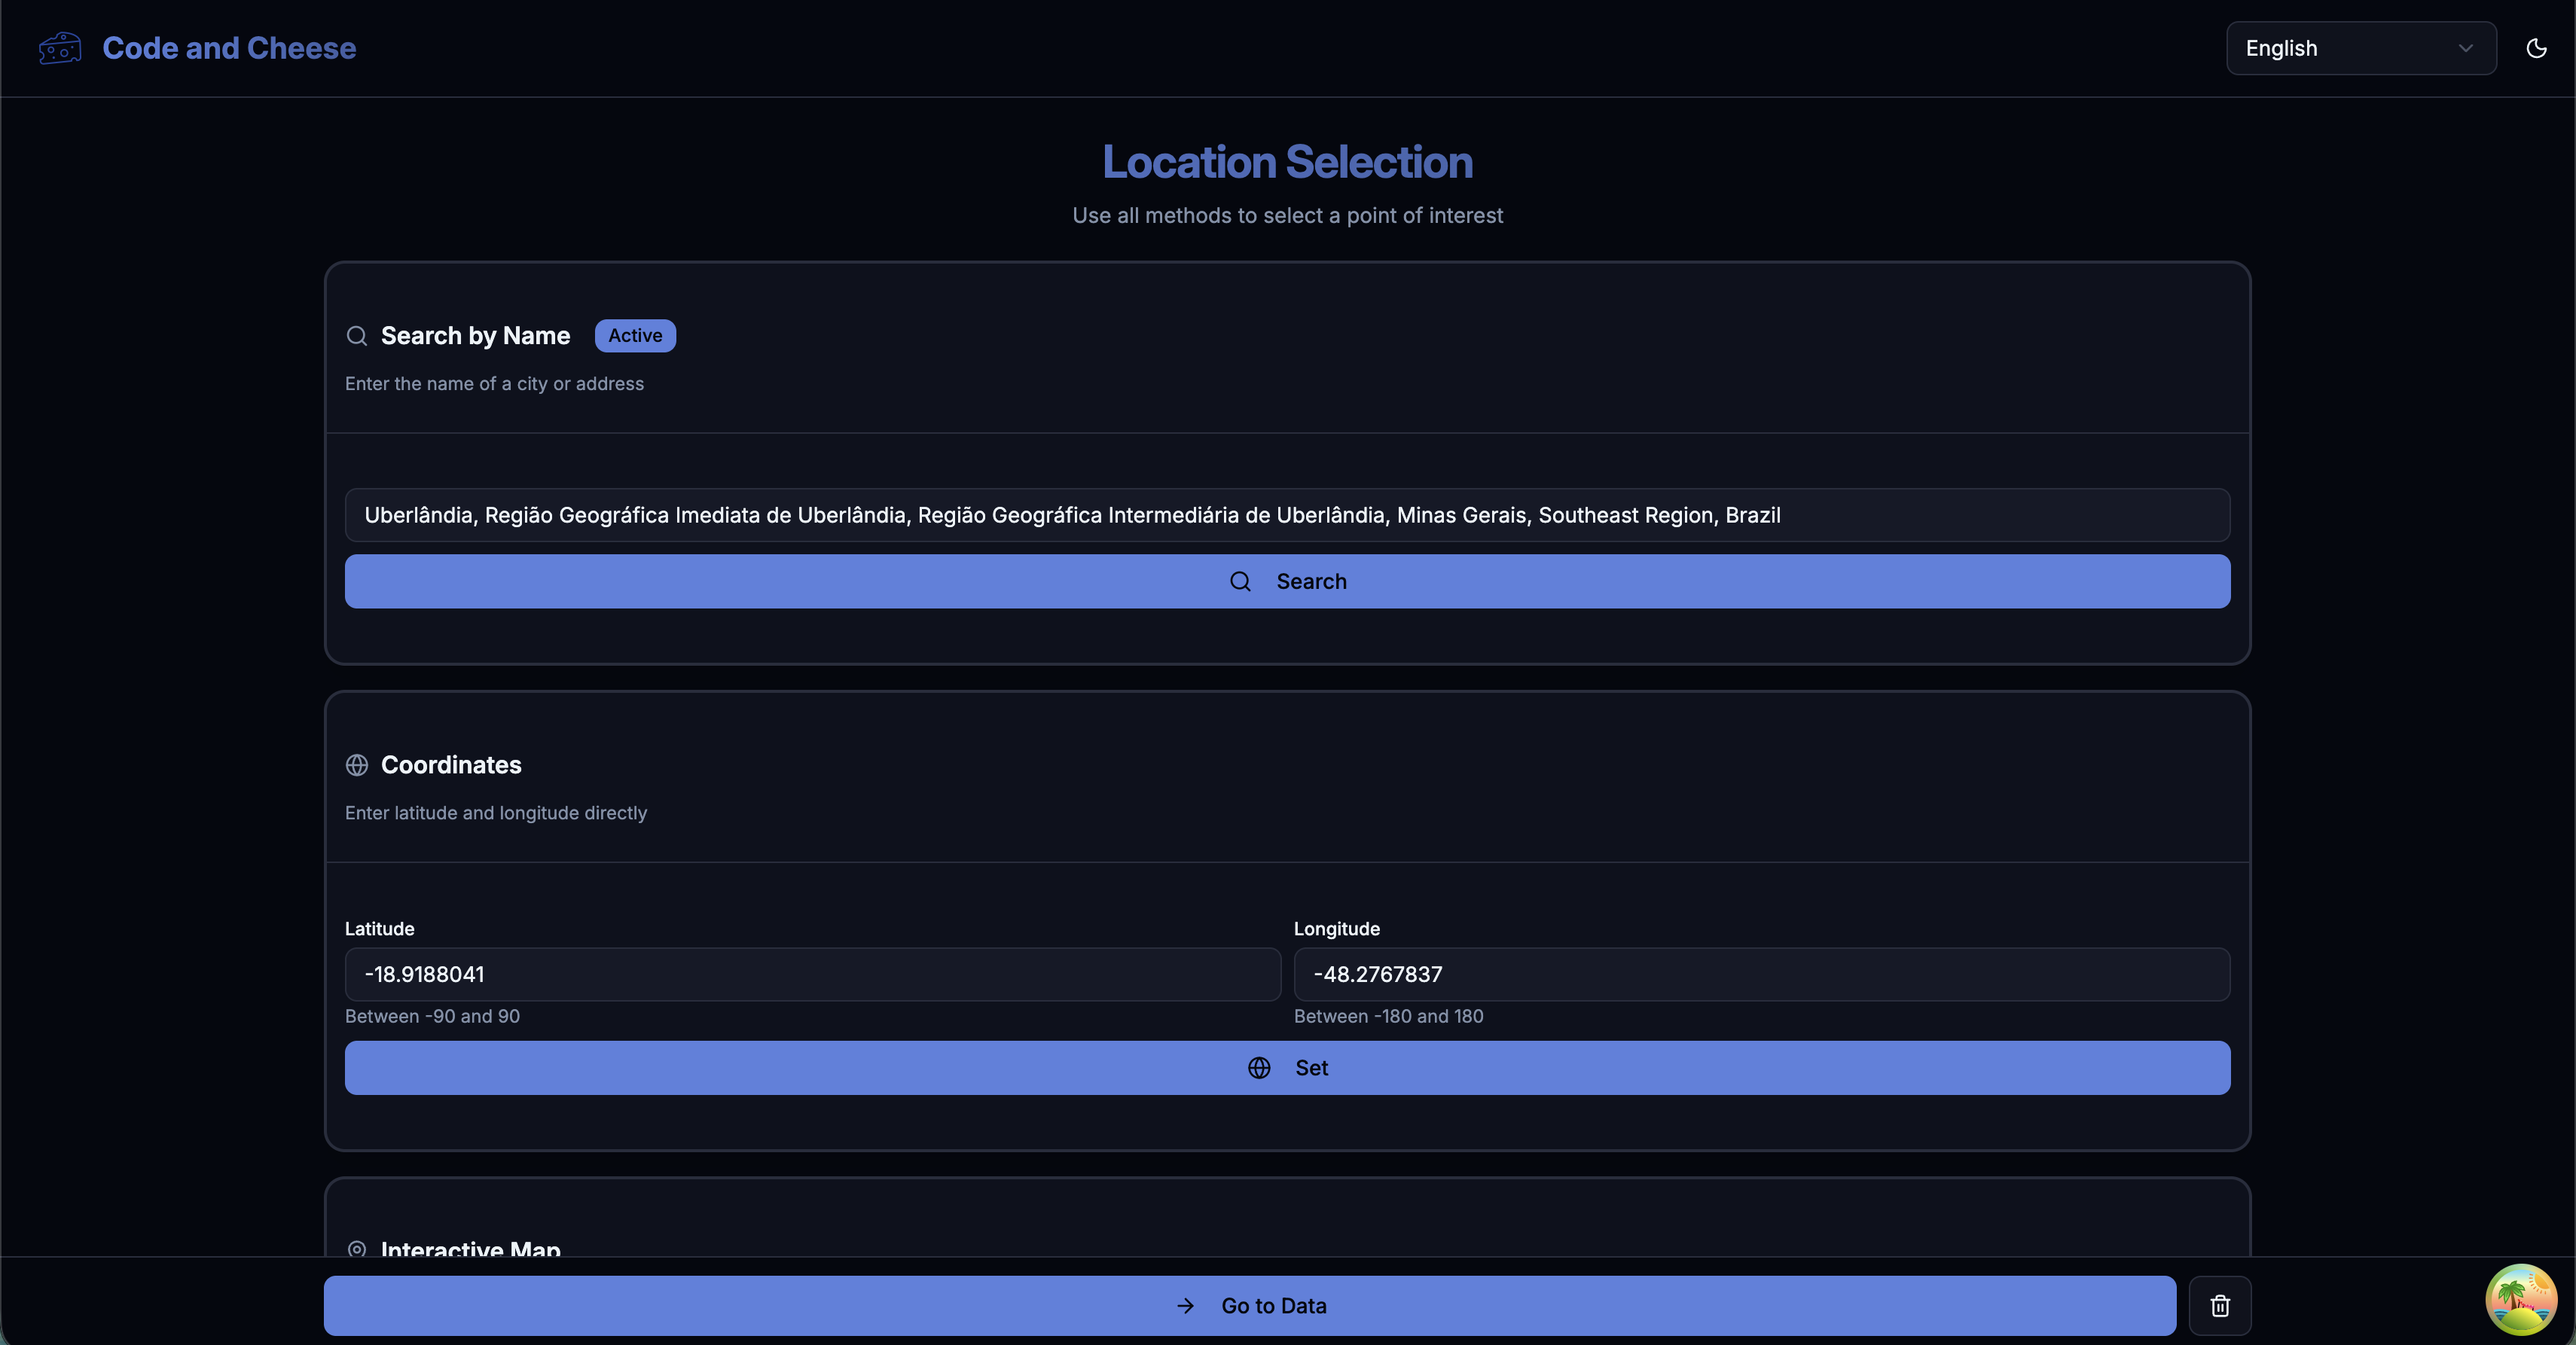 Code and Cheese
English
Location Selection
Use all methods to select a point of interest
Search by Name
Active
Enter the name of a city or address
Uberlândia, Região Geográfica Imediata de Uberlândia, Região Geográfica Intermediária de Uberlândia, Minas Gerais, Southeast Region, Brazil
Search
Coordinates
Enter latitude and longitude directly
Latitude
Longitude
-18.9188041
-48.2767837
Between -90 and 90
Between -180 and 180
Set
Interactive Map
Go to Data